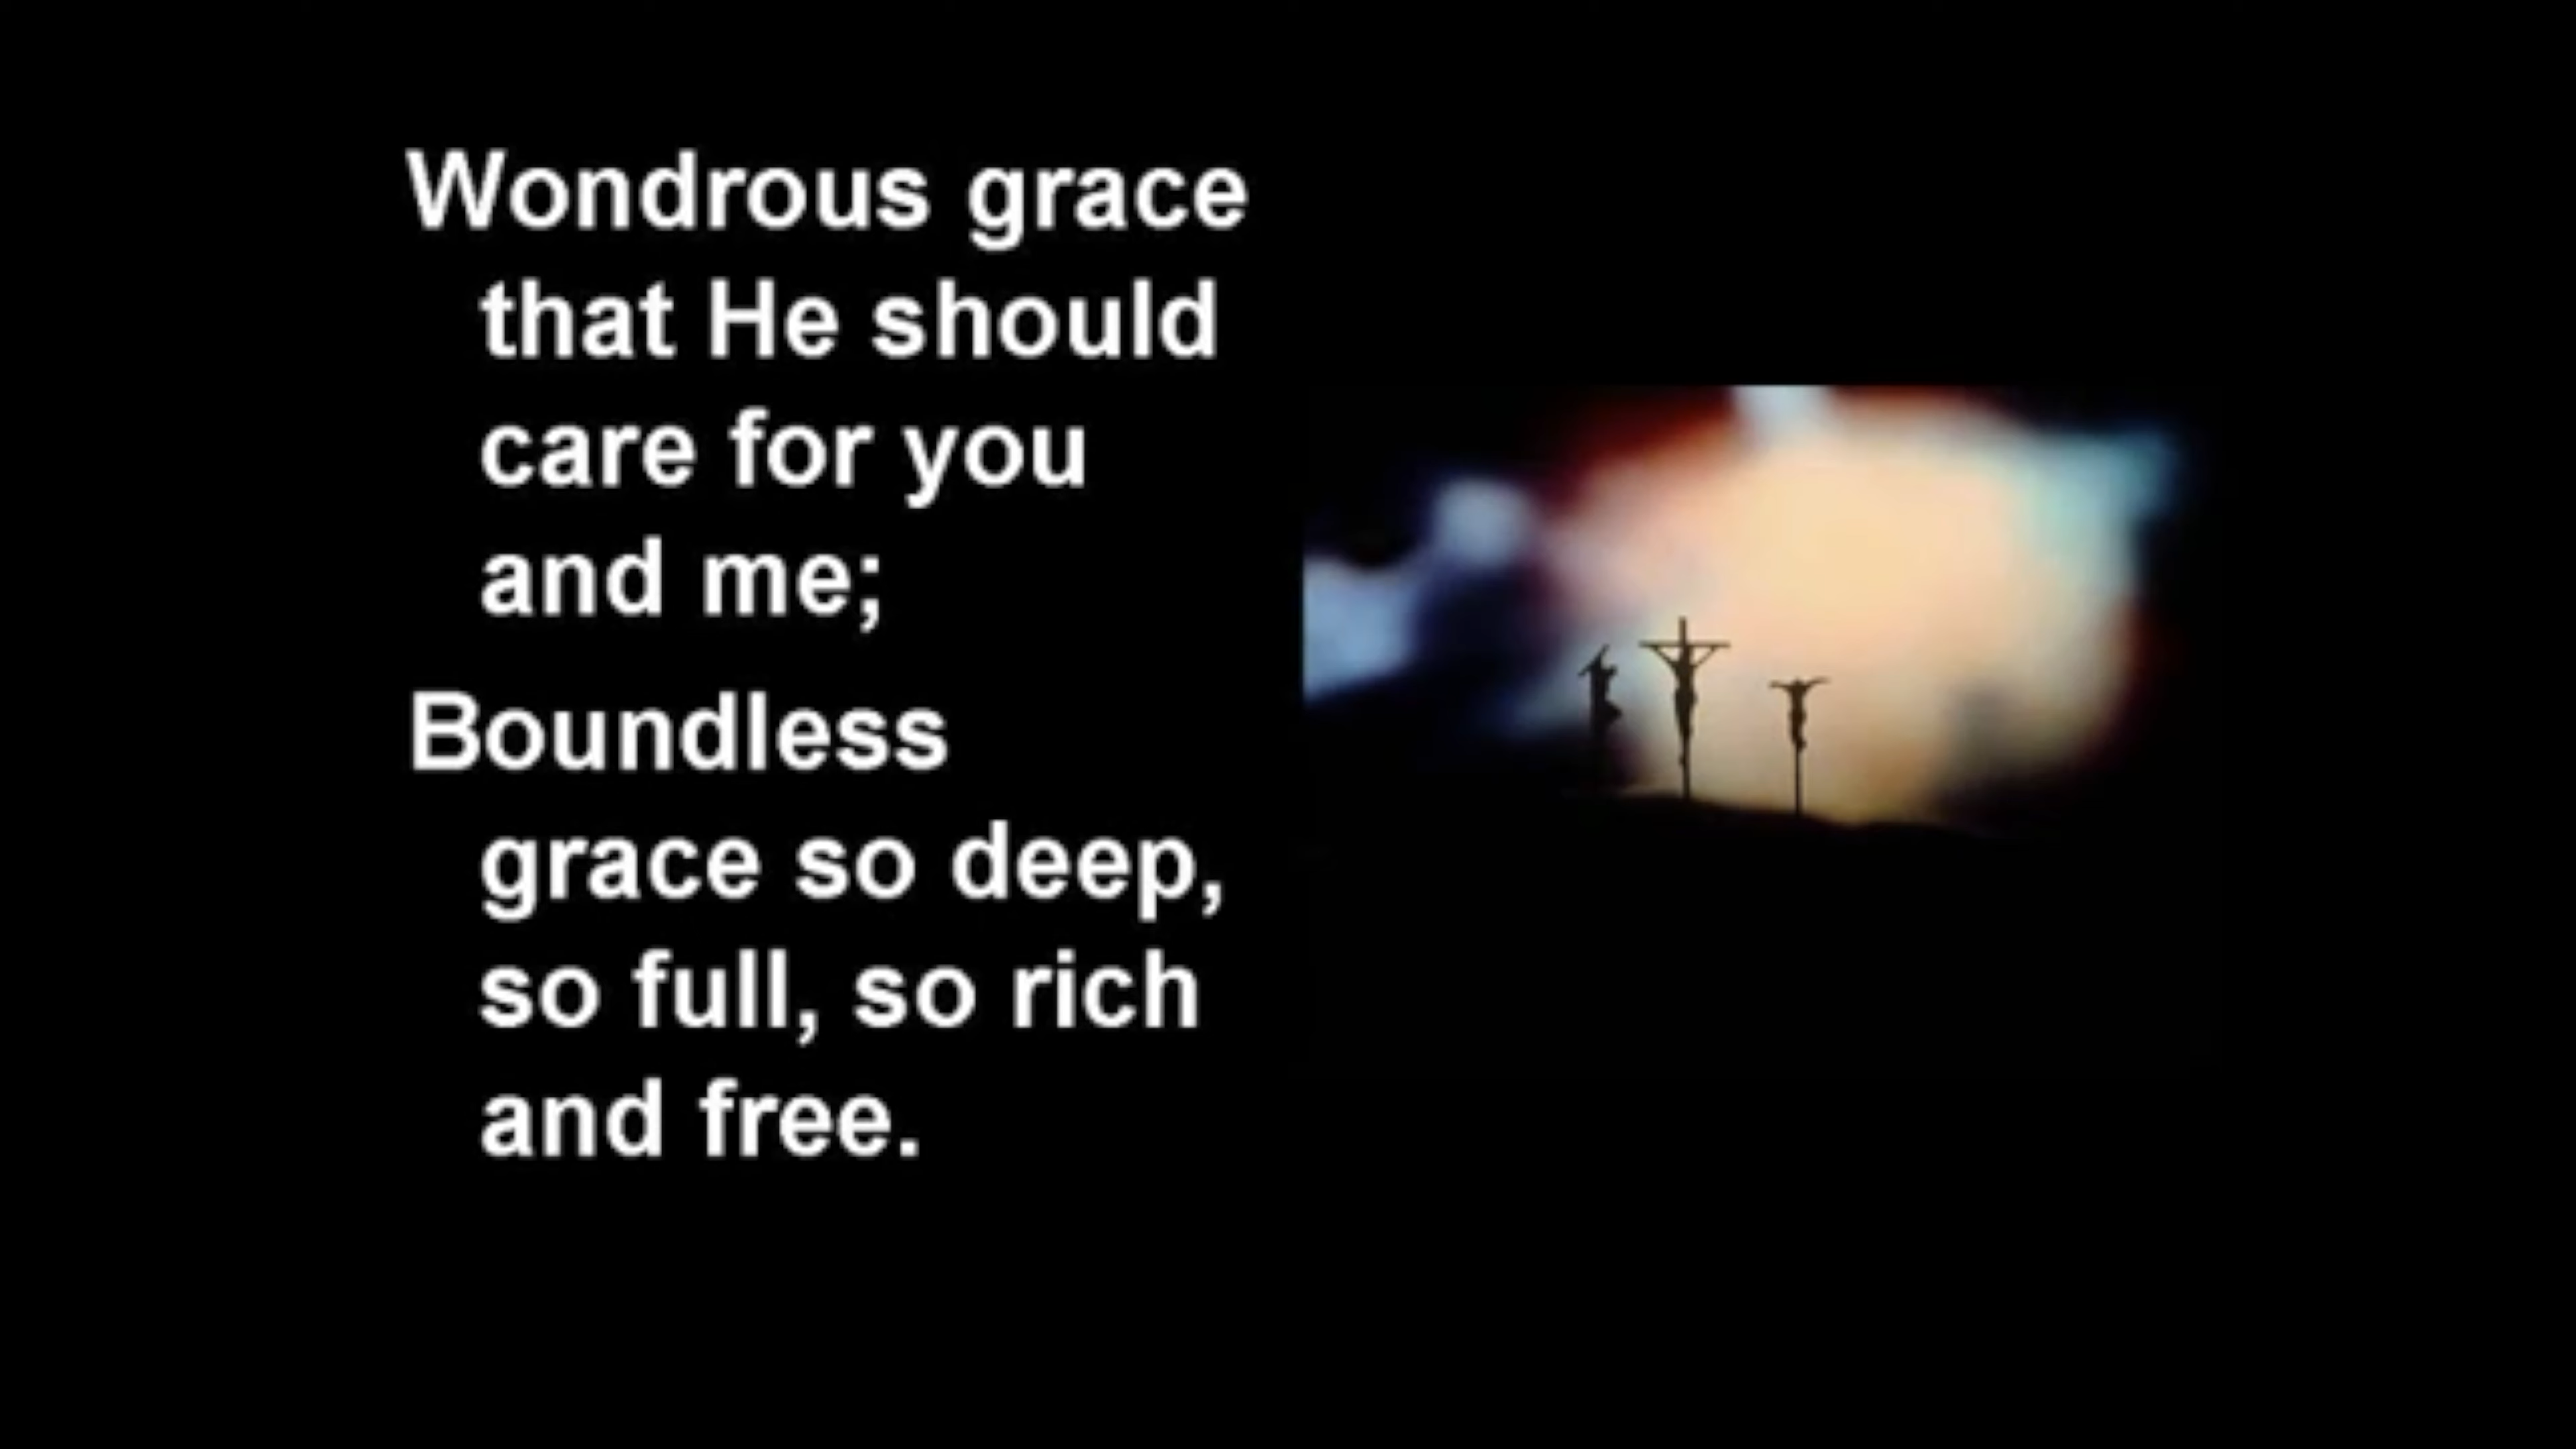 Wondrous grace
that He should
care for you
and me;
Boundless
grace so deep,
so full, so rich
and free.